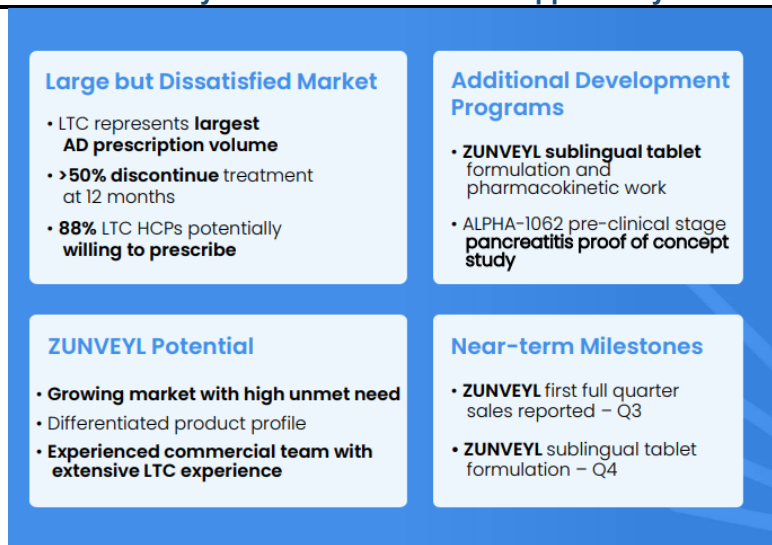 Large but Dissatisfied Market
• LTC represents largest
AD prescription volume
• >50% discontinue treatment
at 12 months
• 88% LTC HCPs potentially
willing to prescribe
Additional Development
Programs
• ZUNVEYL sublingual tablet
formulation and
pharmacokinetic work
• ALPHA-1062 pre-clinical stage
pancreatitis proof of concept
study
ZUNVEYL Potential
• Growing market with high unmet need
• Differentiated product profile
• Experienced commercial team with
extensive LTC experience
Near-term Milestones
• ZUNVEYL first full quarter
sales reported – Q3
• ZUNVEYL sublingual tablet
formulation – Q4